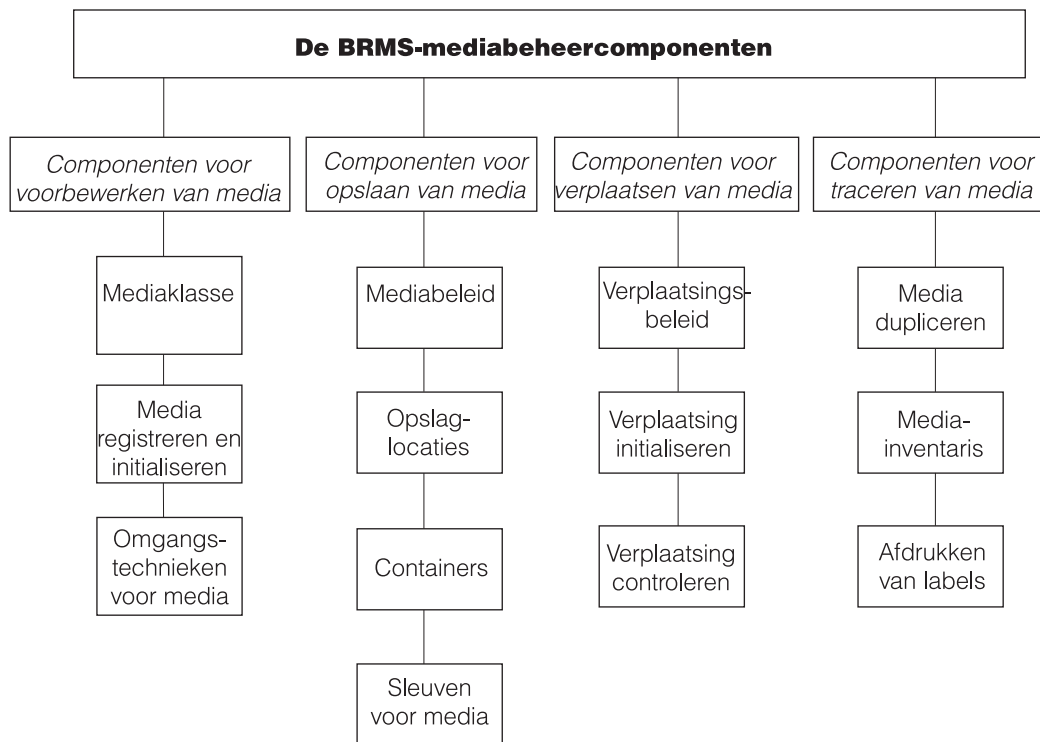 De BRMS-mediabeheercomponenten
Componenten voor
voorbewerken van media
Componenten voor
opslaan van media
Componenten voor
verplaatsen van media
Componenten voor
traceren van media
Mediaklasse
Media
registreren en
initialiseren
Omgangs-
technieken
voor media
Mediabeleid
Opslag-
locaties
Containers
Sleuven
voor media
Verplaatsings-
beleid
Verplaatsing
initialiseren
Verplaatsing
controleren
Media
dupliceren
Media-
inventaris
Afdrukken
van labels